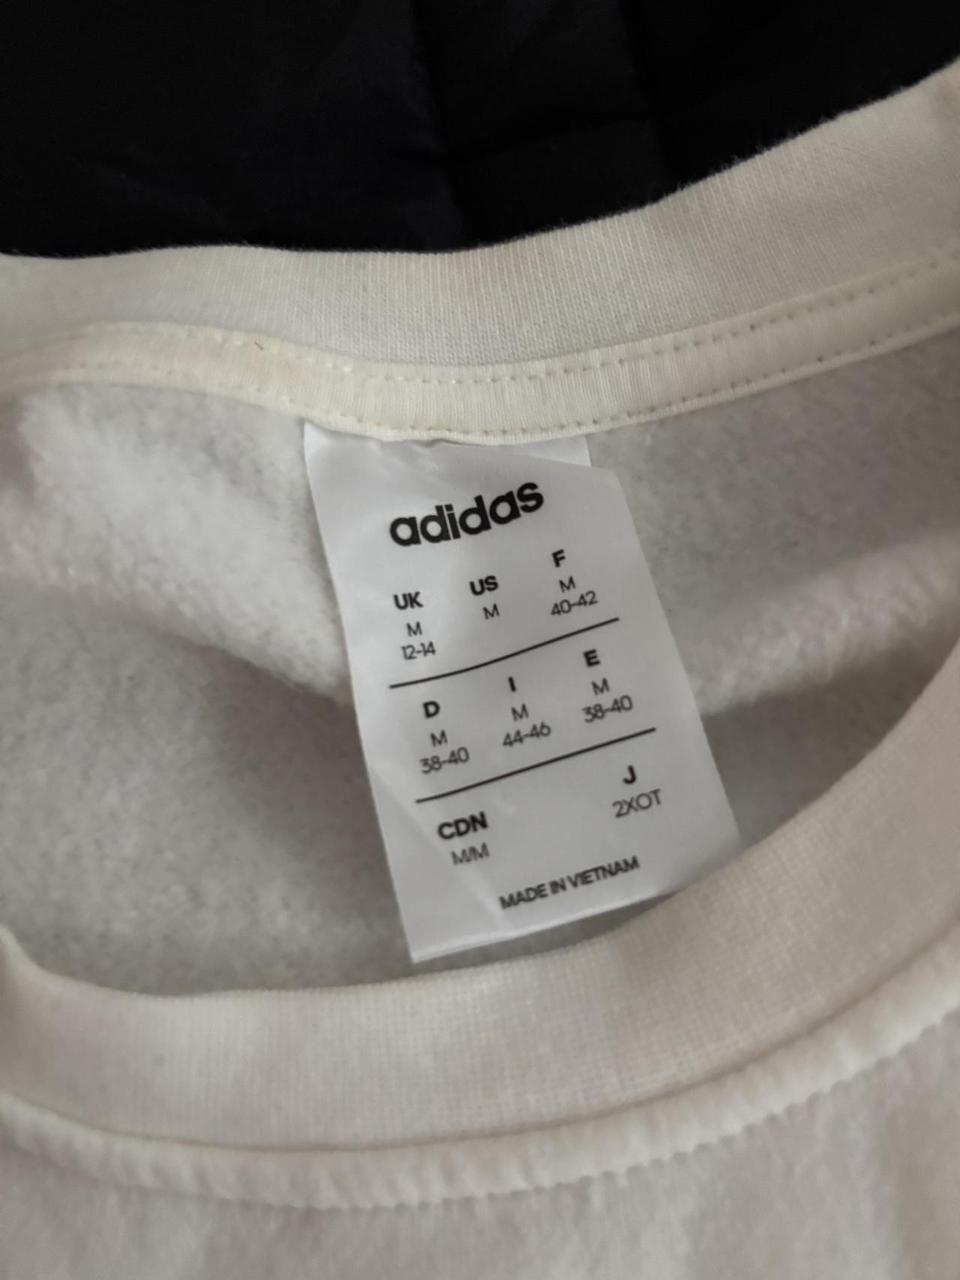 adidas
UK US F
M M M
12-14 40-42
D I E
M M M
38-40 44-46 38-40
CDN J
M/M 2XOT
MADE IN VIETNAM